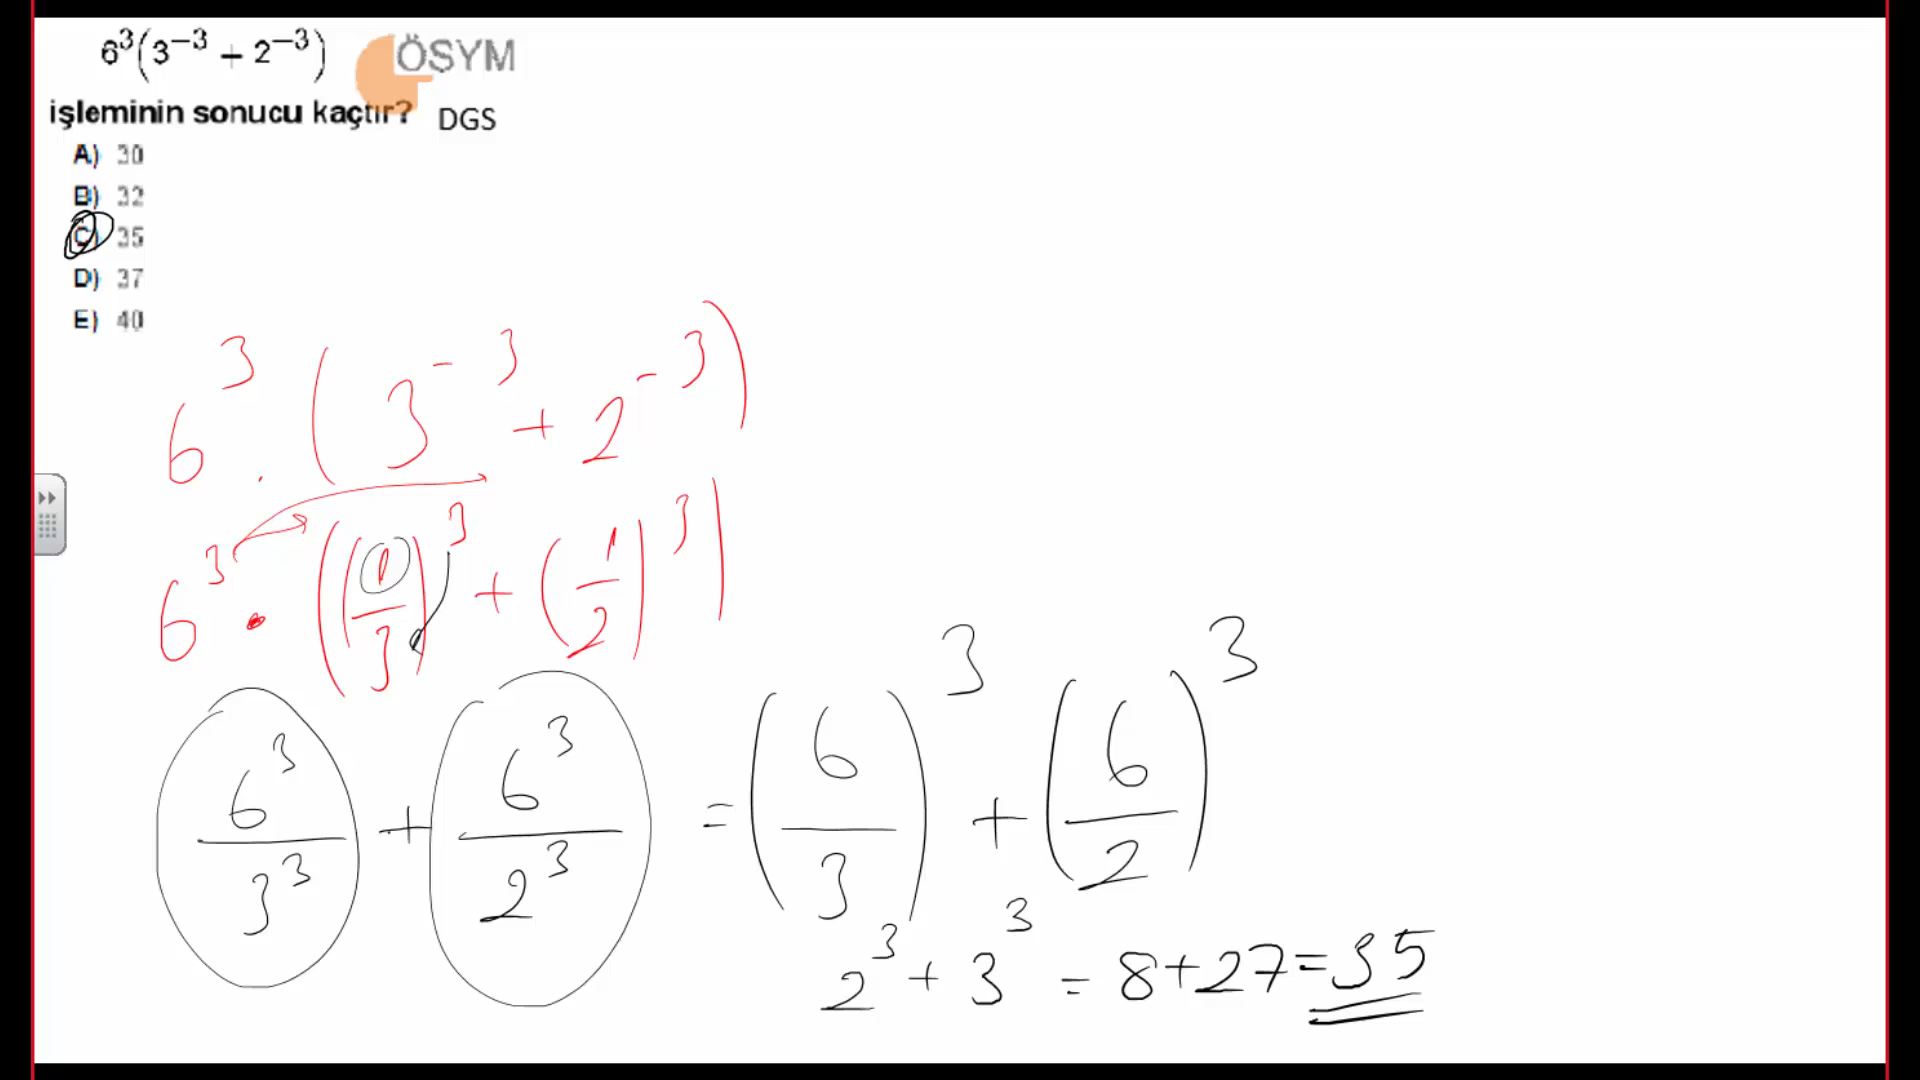 6³(3⁻³ + 2⁻³)
ÖSYM
işleminin sonucu kaçtır?
DGS
A) 30
B) 32
C) 35
D) 37
E) 40
6³ . (3⁻³ + 2⁻³)
6³ . ((1/3)³ + (1/2)³)
6³/3³ + 6³/2³ = (6/3)³ + (6/2)³
2³ + 3³ = 8+27=35